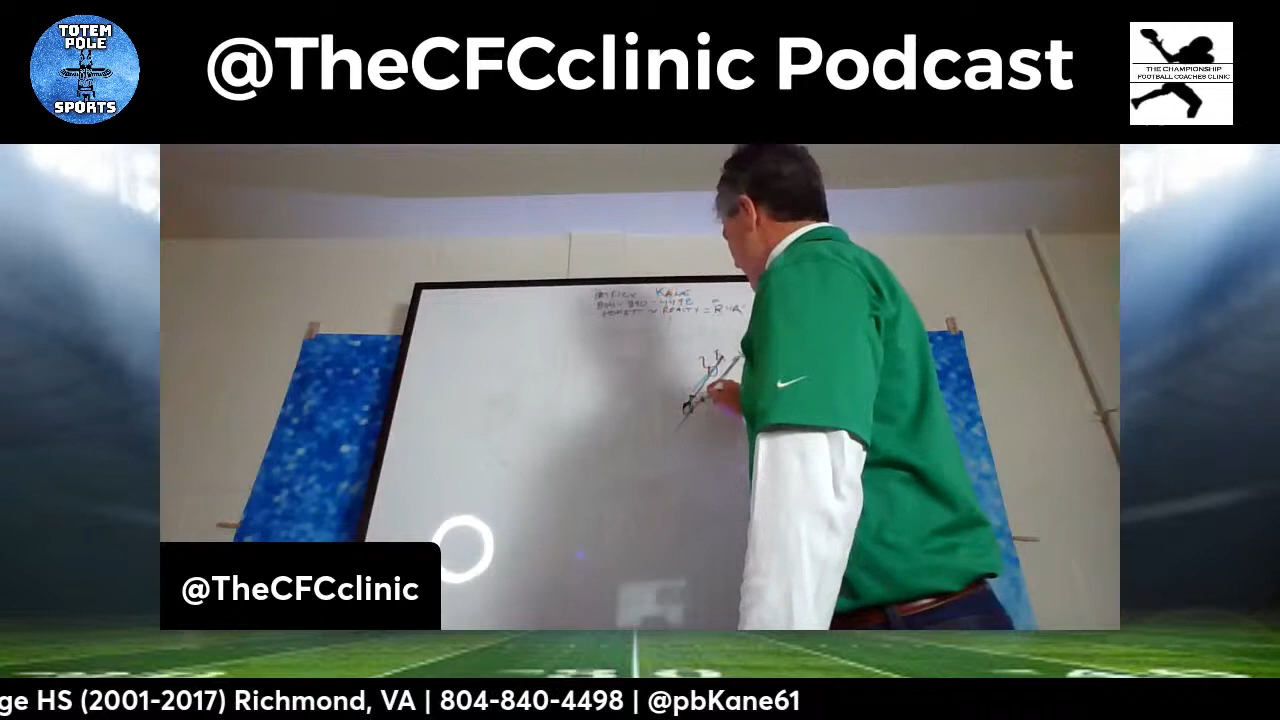 TOTEM
POLE
SPORTS
@TheCFCclinic Podcast
THE CHAMPIONSHIP
FOOTBALL COACHES CLINIC
KANE
@TheCFCclinic
ge HS (2001-2017) Richmond, VA | 804-840-4498 | @pbKane61